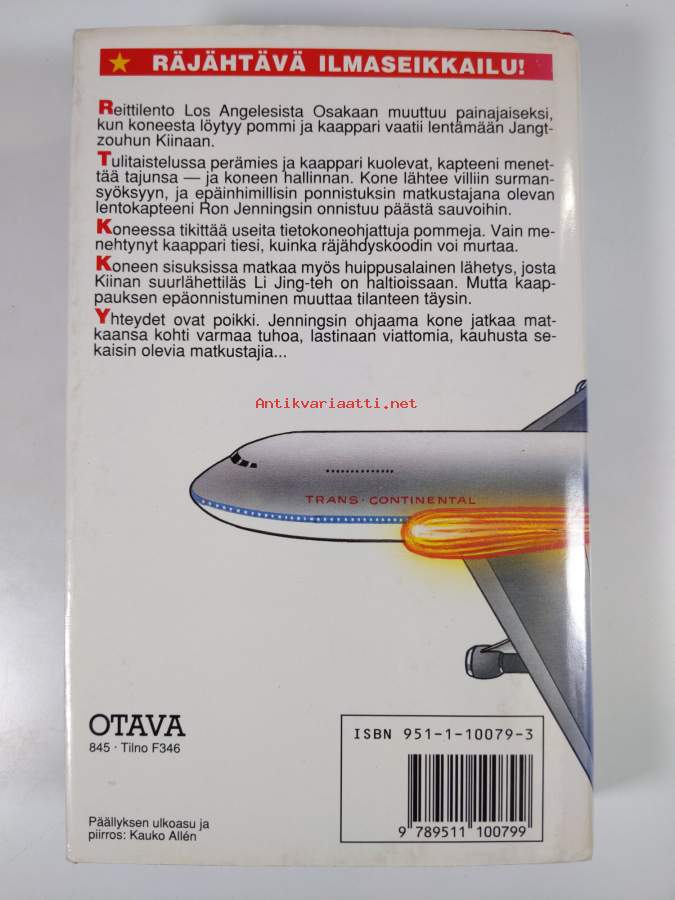 ★ RÄJÄHTÄVÄ ILMASEIKKAILU!
Reittilento Los Angelesista Osakaan muuttuu painajaiseksi,
kun koneesta löytyy pommi ja kaappari vaatii lentämään Jangt-
zouhun Kiinaan.
Tulitaistelussa perämies ja kaappari kuolevat, kapteeni menet-
tää tajunsa — ja koneen hallinnan. Kone lähtee villiin surman-
syöksyyn, ja epäinhimillisin ponnistuksin matkustajana olevan
lentokapteeni Ron Jenningsin onnistuu päästä sauvoihin.
Koneessa tikittää useita tietokoneohjattuja pommeja. Vain me-
nehtynyt kaappari tiesi, kuinka räjähdyskoodin voi murtaa.
Koneen sisuksissa matkaa myös huippusalainen lähetys, josta
Kiinan suurlähettiläs Li Jing-teh on haltioissaan. Mutta kaap-
pauksen epäonnistuminen muuttaa tilanteen täysin.
Yhteydet ovat poikki. Jenningsin ohjaama kone jatkaa mat-
kaansa kohti varmaa tuhoa, lastinaan viattomia, kauhusta se-
kaisin olevia matkustajia...
Antikvariaatti.net
TRANS·CONTINENTAL
OTAVA
845 · Tilno F346
Päällyksen ulkoasu ja
piirros: Kauko Allén
ISBN 951-1-10079-3
9 789511 100799